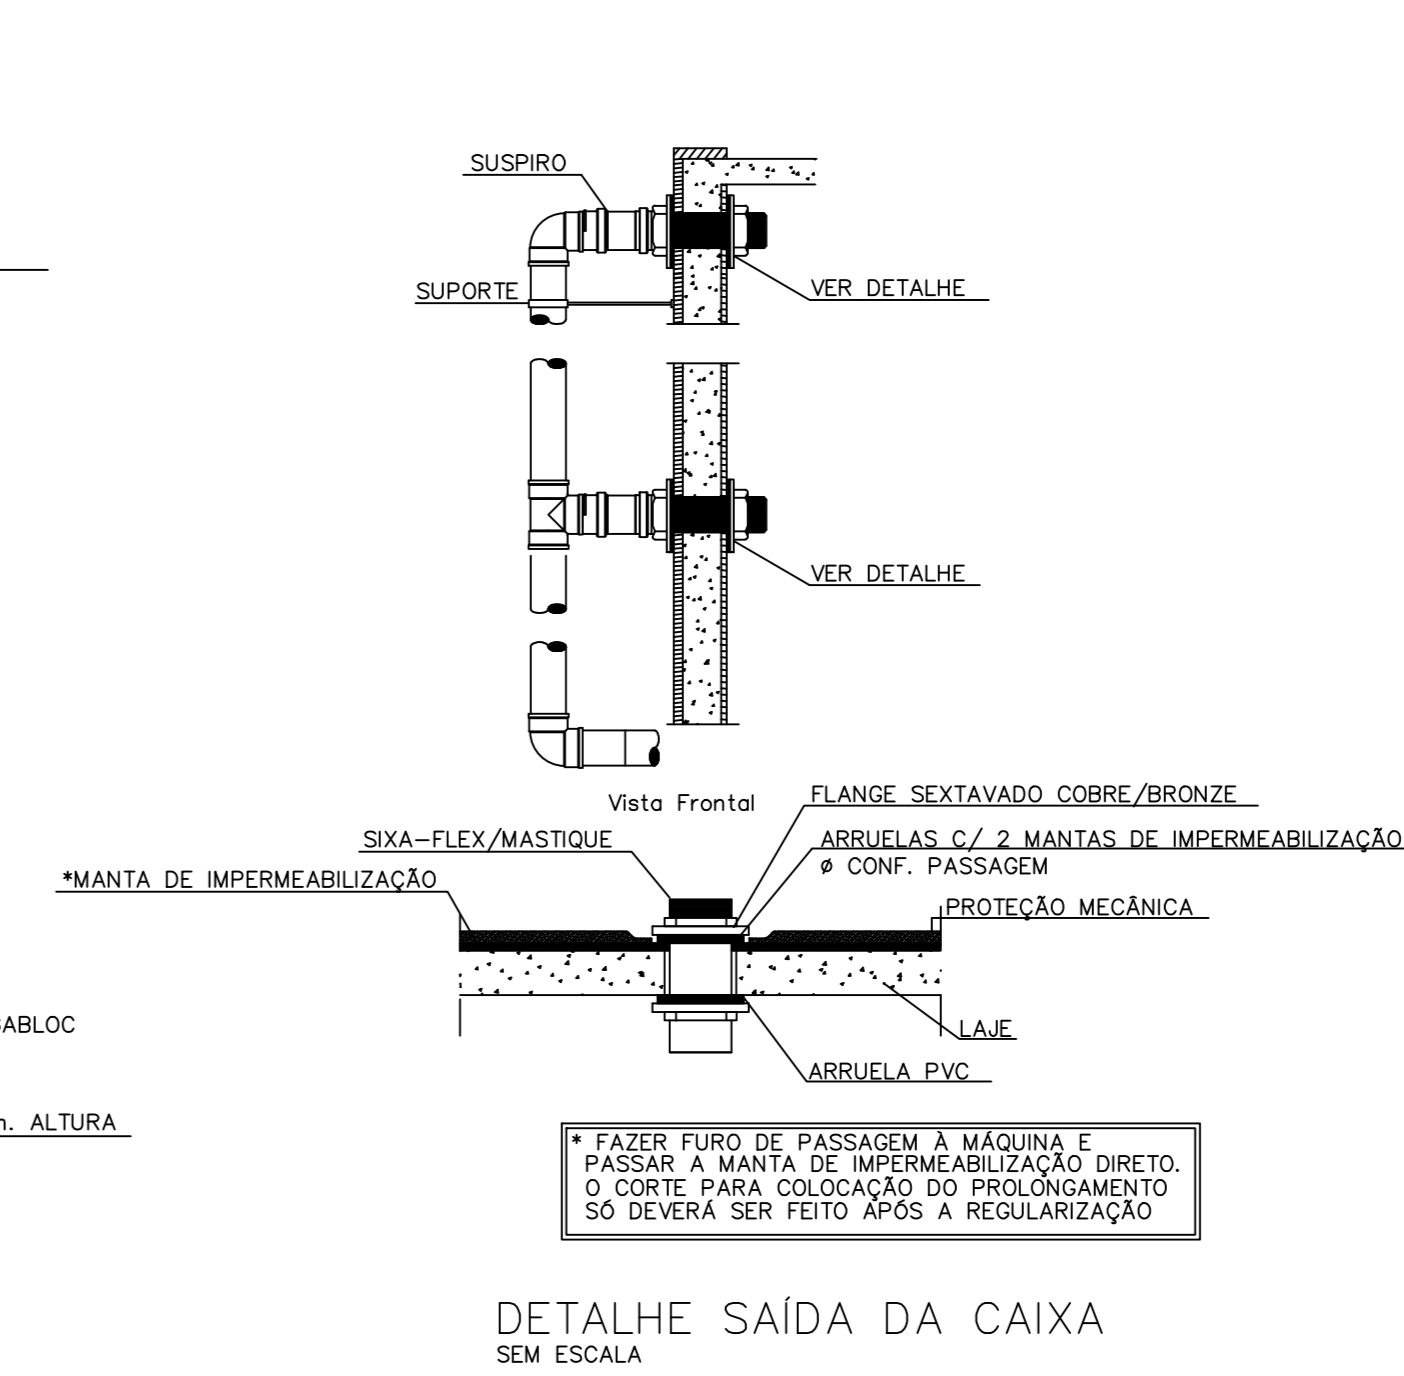 SUSPIRO
SUPORTE
VER DETALHE
VER DETALHE
Vista Frontal
FLANGE SEXTAVADO COBRE/BRONZE
SIXA-FLEX/MASTIQUE
ARRUELAS C/ 2 MANTAS DE IMPERMEABILIZAÇÃO
ø CONF. PASSAGEM
*MANTA DE IMPERMEABILIZAÇÃO
PROTEÇÃO MECÂNICA
LAJE
ARRUELA PVC
ALTURA
* FAZER FURO DE PASSAGEM À MÁQUINA E
PASSAR A MANTA DE IMPERMEABILIZAÇÃO DIRETO.
O CORTE PARA COLOCAÇÃO DO PROLONGAMENTO
SÓ DEVERÁ SER FEITO APÓS A REGULARIZAÇÃO
DETALHE SAÍDA DA CAIXA
SEM ESCALA